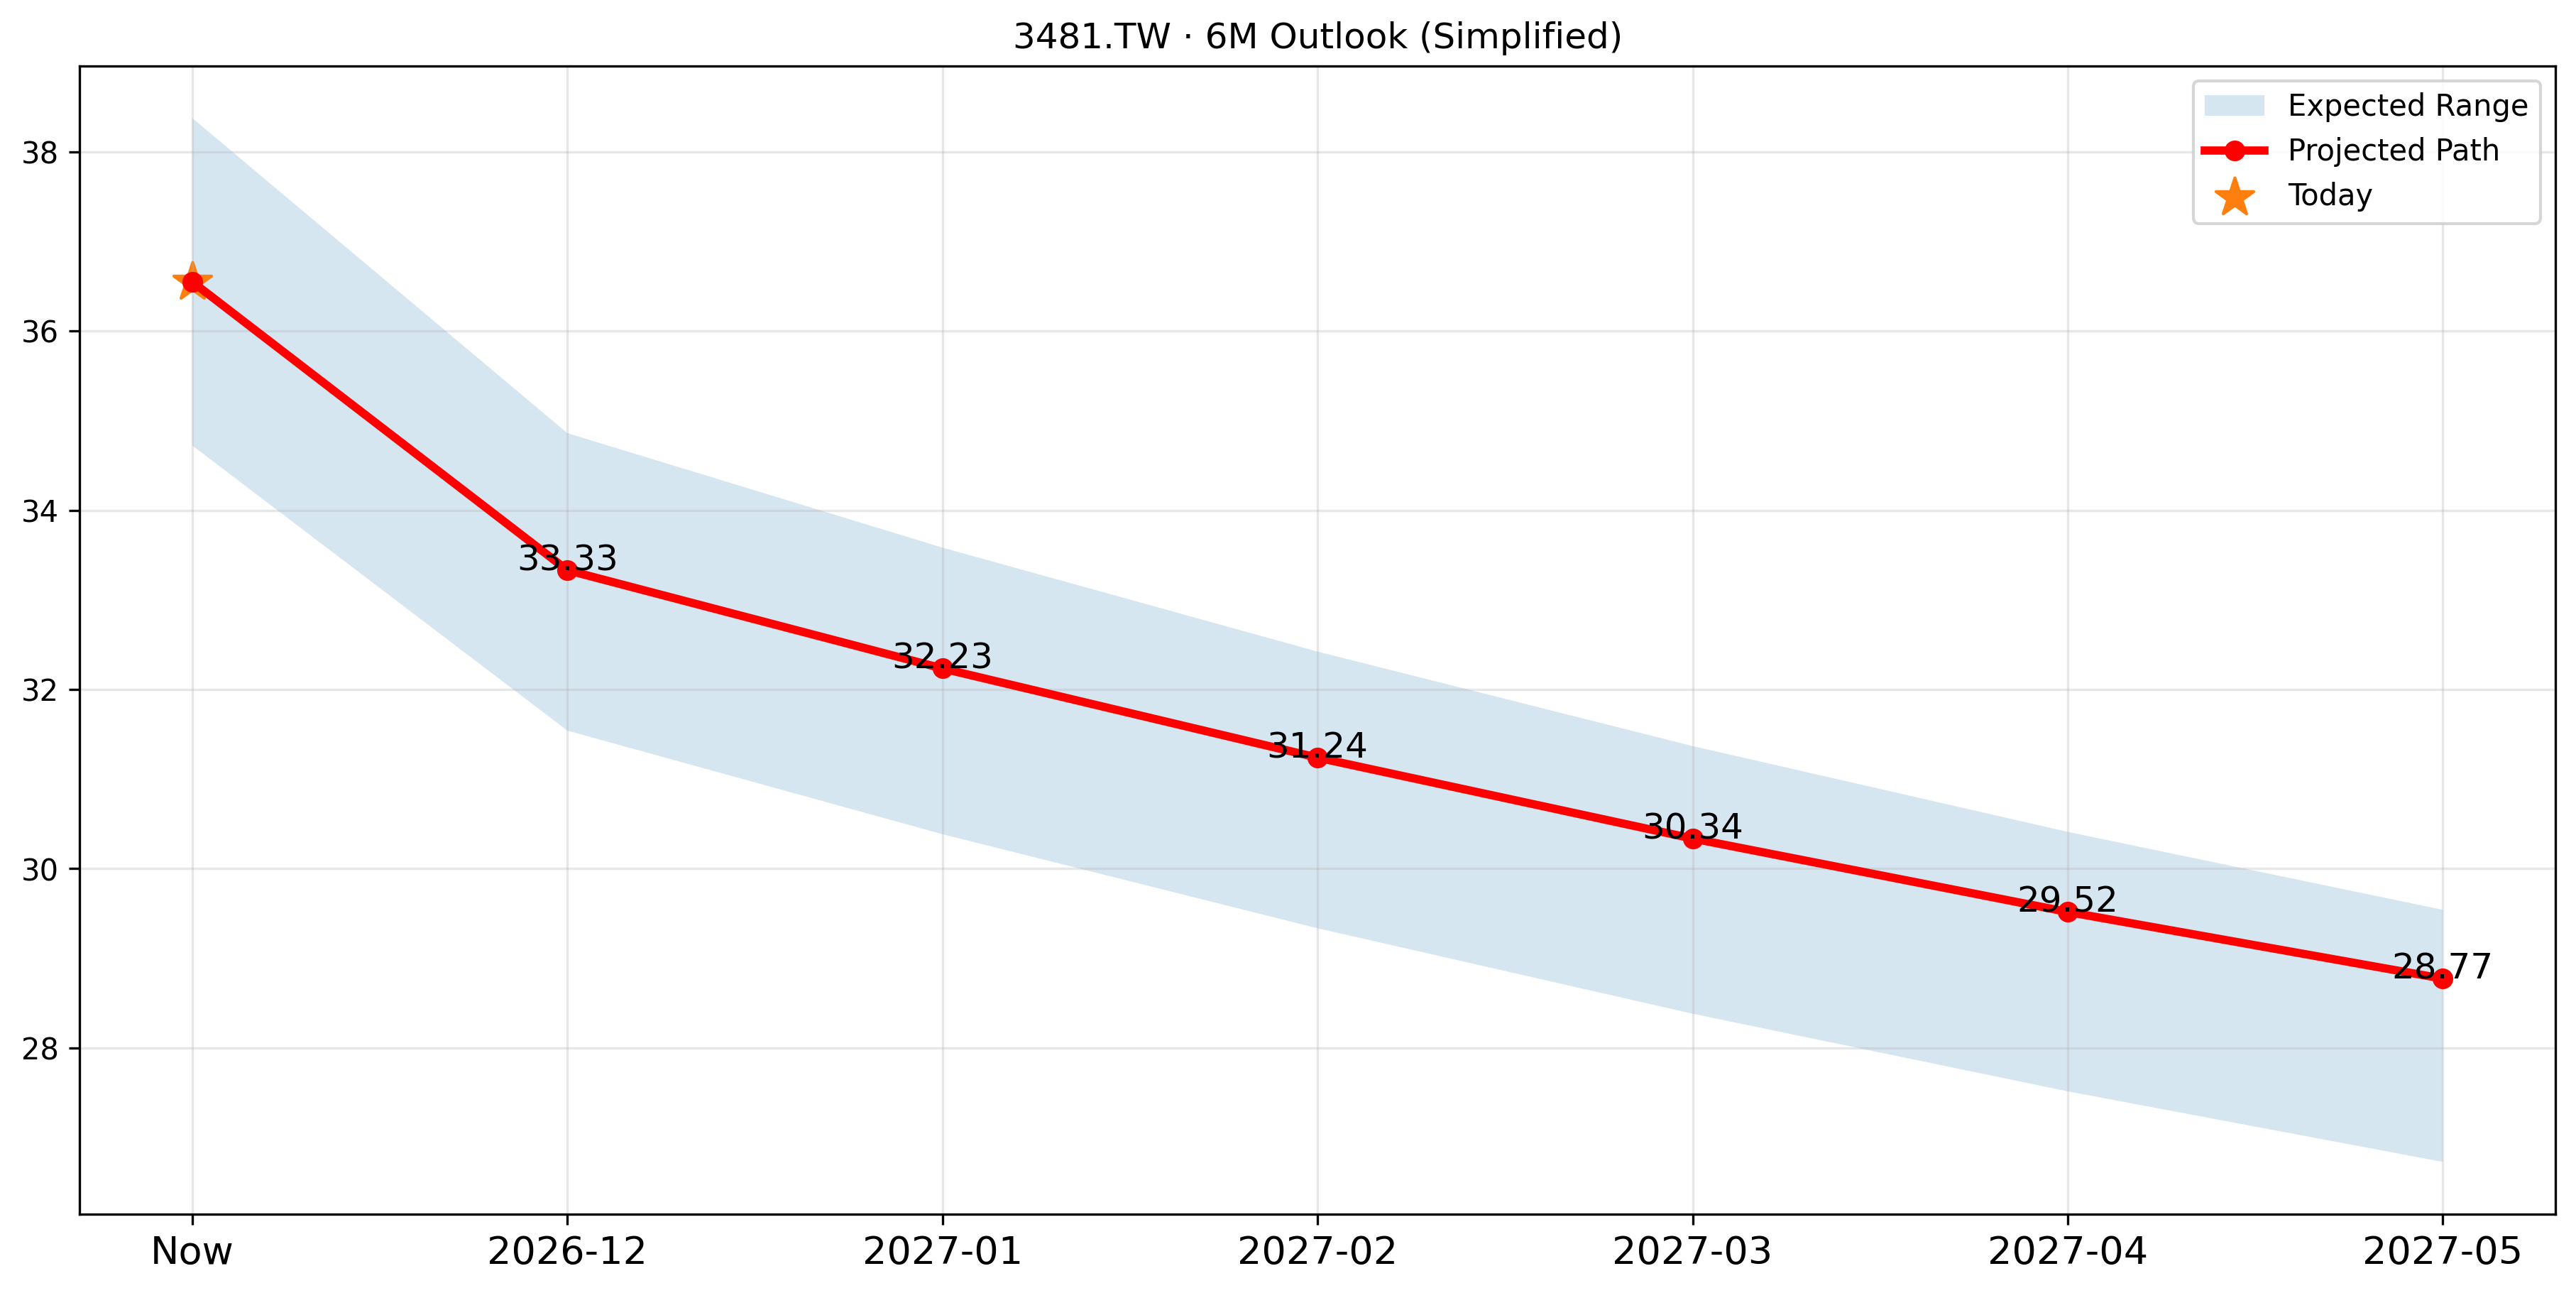 3481.TW · 6M Outlook (Simplified)
Expected Range
Projected Path
Today
38
36
34
32
30
28
33.33
32.23
31.24
30.34
29.52
28.77
Now 2026-12 2027-01 2027-02 2027-03 2027-04 2027-05